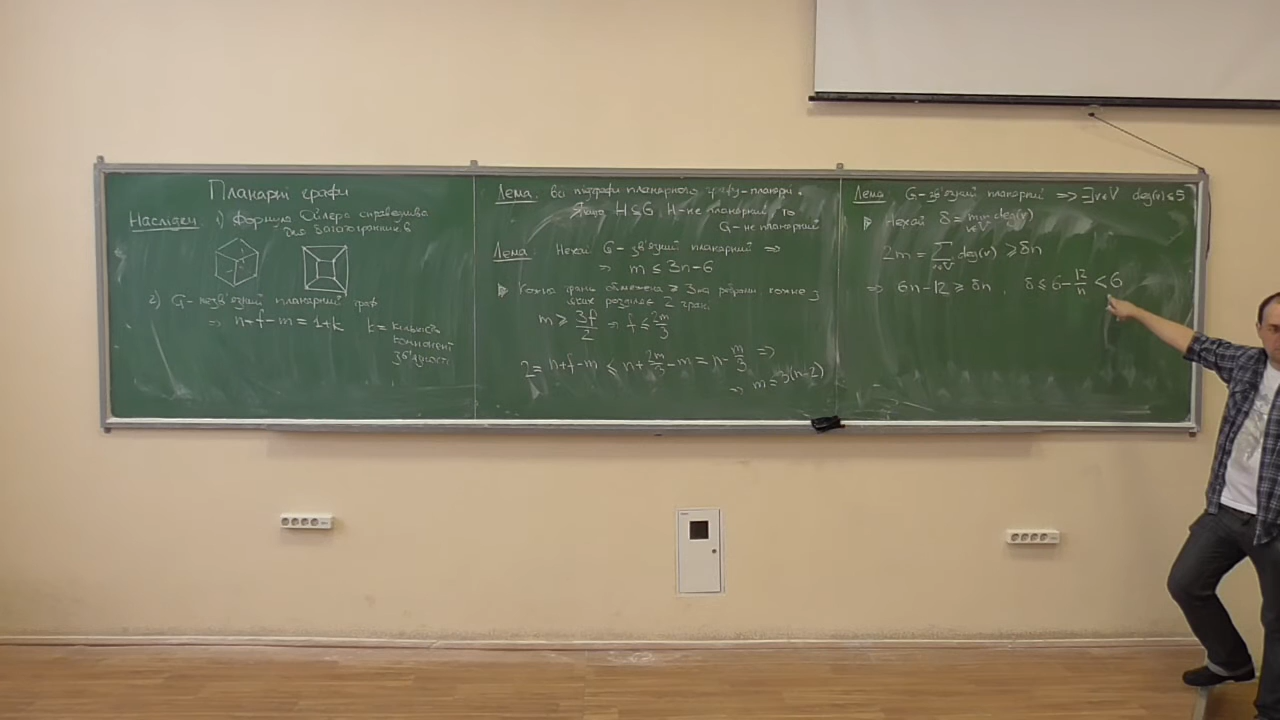 Планарні графи
Наслідки. 1) Формула Ойлера справедлива
для багатогранників
2) G - незв'язний планарний граф
⇒ n+f-m=1+k k = кількість
компонент
зв'язності
Лема. Всі підграфи планарного графу - планарні.
Якщо H⊆G, H - не планарний, то
G - не планарний
Лема. Нехай G - зв'язний планарний ⇒
⇒ m ≤ 3n-6
▷ Кожна грань обмежена ≥ 3-ма ребрами, кожне з
яких розділяє 2 грані
m ≥ 3f/2 ⇒ f ≤ 2m/3
2 = n+f-m ≤ n + 2m/3 - m = n - m/3 ⇒
⇒ m = 3(n-2)
Лема. G - зв'язний планарний ⇒ ∃v∈V deg(v)≤5
▷ Нехай δ = min deg(v)
v∈V
2m = ∑ deg(v) ≥ δn
v∈V
⇒ 6n-12 ≥ δn, δ ≤ 6 - 12/n < 6